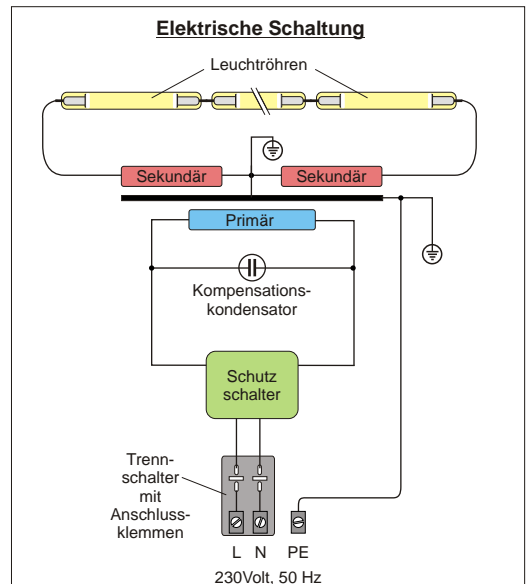 Elektrische Schaltung
Leuchtröhren
Sekundär
Sekundär
Primär
Kompensations-
kondensator
Schutz
schalter
Trenn-
schalter
mit
Anschluss-
klemmen
L N PE
230Volt, 50 Hz